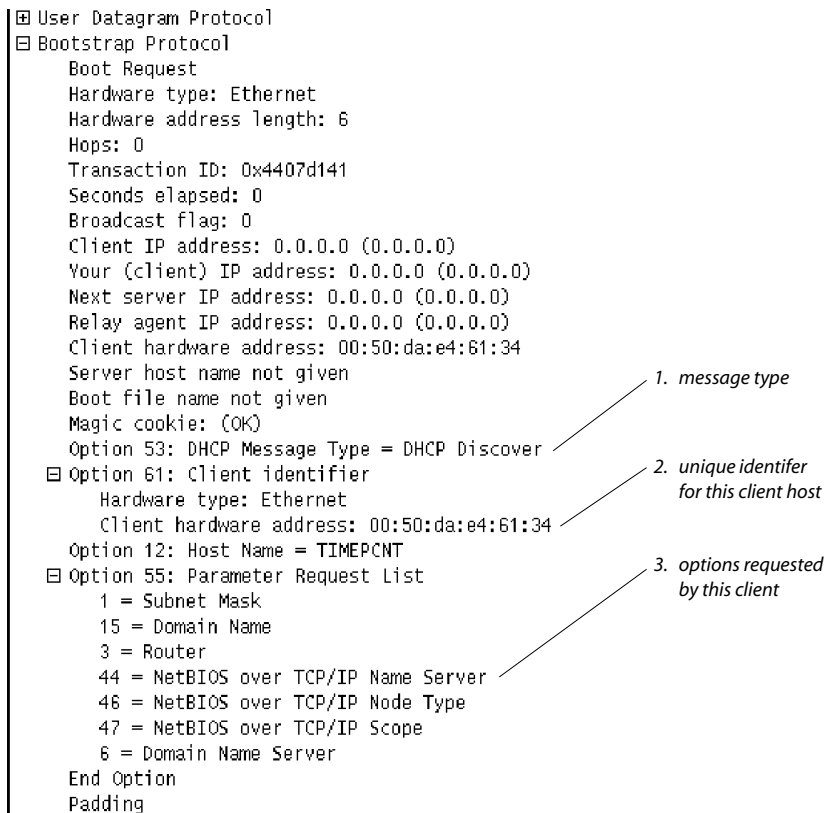 ⊞ User Datagram Protocol
⊟ Bootstrap Protocol
Boot Request
Hardware type: Ethernet
Hardware address length: 6
Hops: 0
Transaction ID: 0x4407d141
Seconds elapsed: 0
Broadcast flag: 0
Client IP address: 0.0.0.0 (0.0.0.0)
Your (client) IP address: 0.0.0.0 (0.0.0.0)
Next server IP address: 0.0.0.0 (0.0.0.0)
Relay agent IP address: 0.0.0.0 (0.0.0.0)
Client hardware address: 00:50:da:e4:61:34
Server host name not given
Boot file name not given
Magic cookie: (OK)
Option 53: DHCP Message Type = DHCP Discover
1. message type
⊟ Option 61: Client identifier
Hardware type: Ethernet
Client hardware address: 00:50:da:e4:61:34
2. unique identifer
for this client host
Option 12: Host Name = TIMEPCNT
⊟ Option 55: Parameter Request List
1 = Subnet Mask
15 = Domain Name
3 = Router
44 = NetBIOS over TCP/IP Name Server
3. options requested
by this client
46 = NetBIOS over TCP/IP Node Type
47 = NetBIOS over TCP/IP Scope
6 = Domain Name Server
End Option
Padding